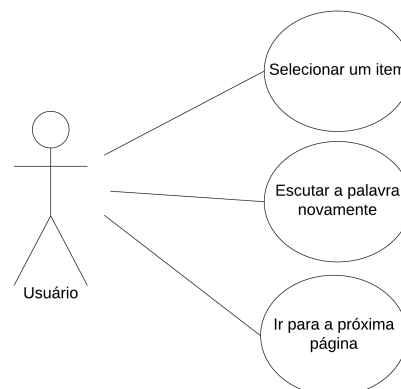 Selecionar um item
Escutar a palavra
novamente
Usuário
Ir para a próxima
página